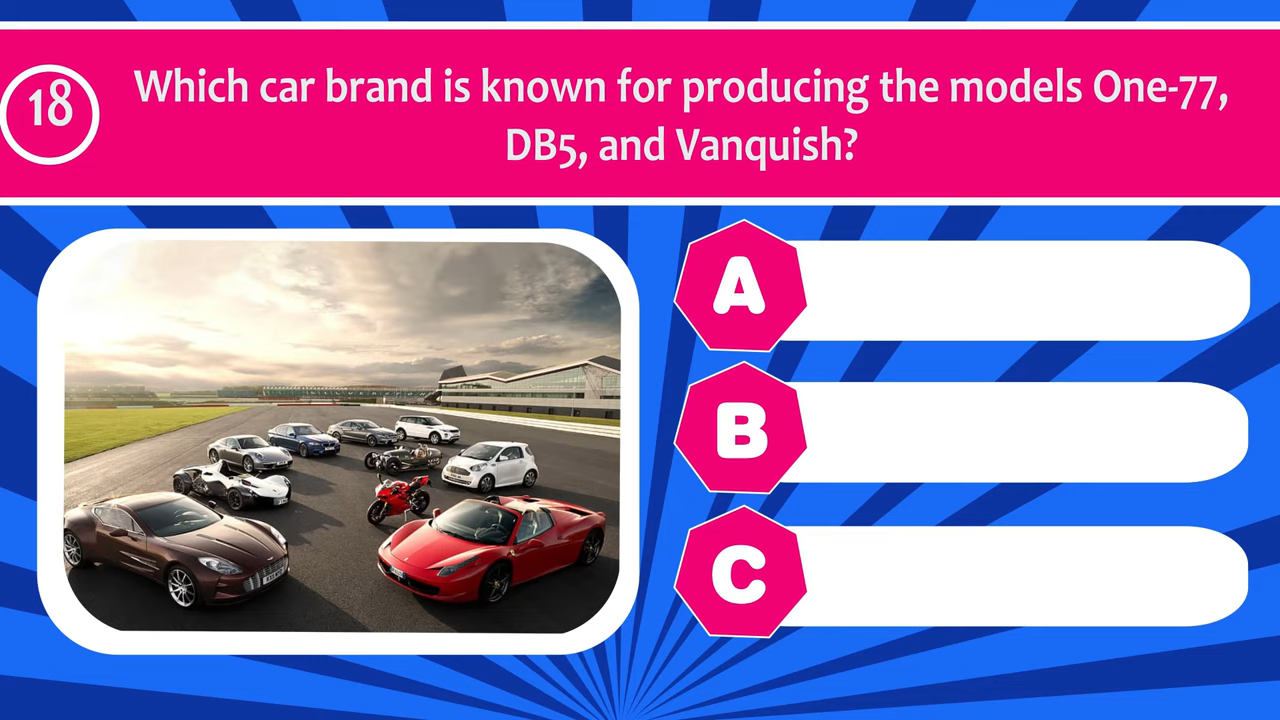 18
Which car brand is known for producing the models One-77,
DB5, and Vanquish?
A
B
C